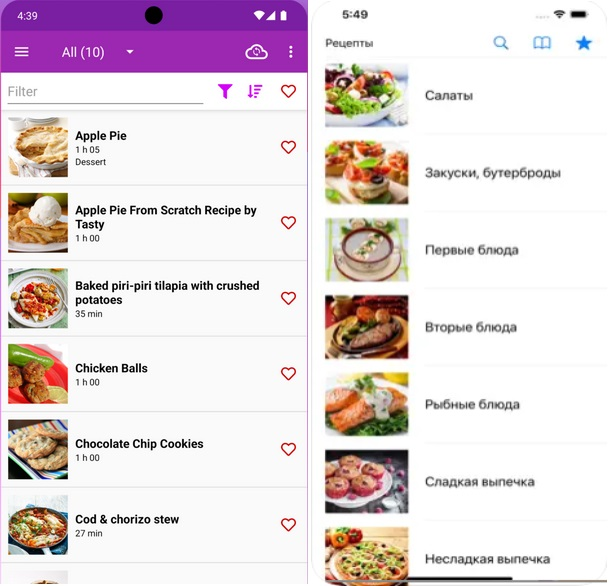 4:39
All (10)
Filter
Apple Pie
1 h 05
Dessert
Apple Pie From Scratch Recipe by
Tasty
1 h 00
Baked piri-piri tilapia with crushed
potatoes
35 min
Chicken Balls
1 h 00
Chocolate Chip Cookies
1 h 00
Cod & chorizo stew
27 min
5:49
Рецепты
Салаты
Закуски, бутерброды
Первые блюда
Вторые блюда
Рыбные блюда
Сладкая выпечка
Несладкая выпечка